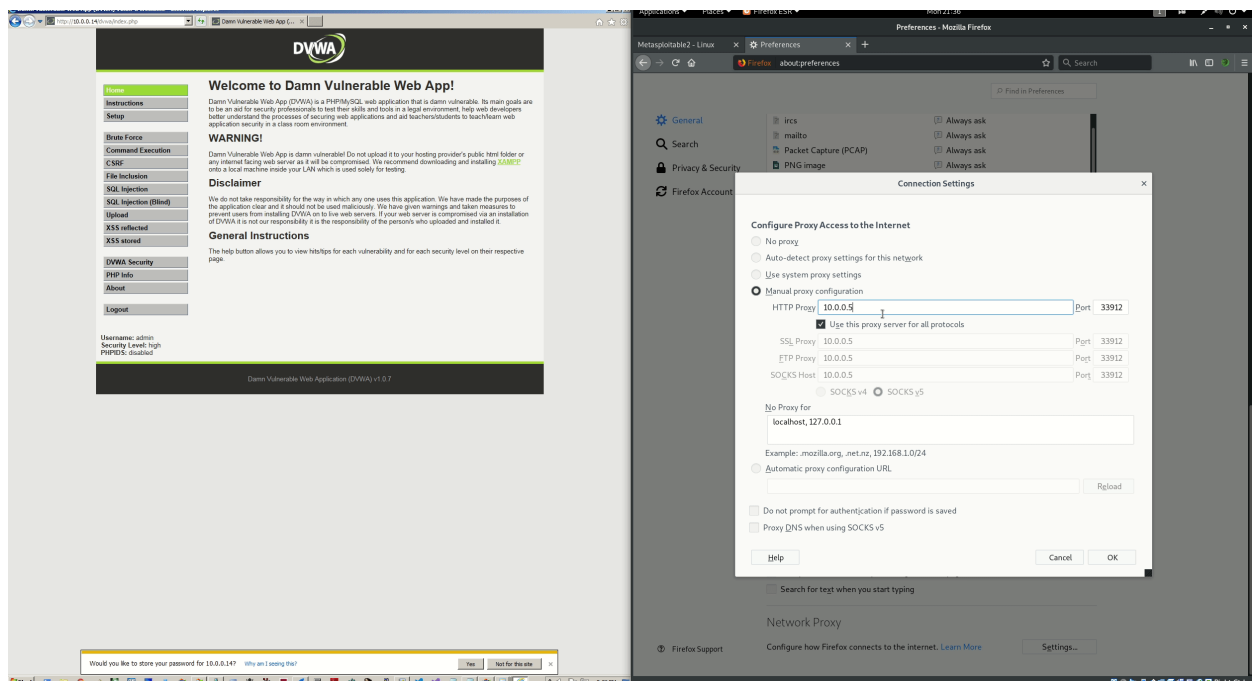 http://10.0.0.14/dvwa/index.php
Damn Vulnerable Web App (...
DVWA
Home
Instructions
Setup
Brute Force
Command Execution
CSRF
File Inclusion
SQL Injection
SQL Injection (Blind)
Upload
XSS reflected
XSS stored
DVWA Security
PHP Info
About
Logout
Welcome to Damn Vulnerable Web App!
Damn Vulnerable Web App (DVWA) is a PHP/MySQL web application that is damn vulnerable. Its main goals are
to be an aid for security professionals to test their skills and tools in a legal environment, help web developers
better understand the processes of securing web applications and aid teachers/students to teach/learn web
application security in a class room environment.
WARNING!
Damn Vulnerable Web App is damn vulnerable! Do not upload it to your hosting provider's public html folder or
any internet facing web server as it will be compromised. We recommend downloading and installing XAMPP
onto a local machine inside your LAN which is used solely for testing.
Disclaimer
We do not take responsibility for the way in which any one uses this application. We have made the purposes of
the application clear and it should not be used maliciously. We have given warnings and taken measures to
prevent users from installing DVWA on to live web servers. If your web server is compromised via an installation
of DVWA it is not our responsibility it is the responsibility of the person/s who uploaded and installed it.
General Instructions
The help button allows you to view hits/tips for each vulnerability and for each security level on their respective
page.
Username: admin
Security Level: high
PHPIDS: disabled
Damn Vulnerable Web Application (DVWA) v1.0.7
Would you like to store your password for 10.0.0.14? Why am I seeing this?
Yes
Not for this site
Applications Places Firefox ESR Mon 21:36
Preferences - Mozilla Firefox
Metasploitable2 - Linux
Preferences
Firefox about:preferences
Search
Find in Preferences
General
Search
Privacy & Security
Firefox Account
ircs Always ask
mailto Always ask
Packet Capture (PCAP) Always ask
PNG image Always ask
Connection Settings
Configure Proxy Access to the Internet
No proxy
Auto-detect proxy settings for this network
Use system proxy settings
Manual proxy configuration
HTTP Proxy 10.0.0.5 Port 33912
Use this proxy server for all protocols
SSL Proxy 10.0.0.5 Port 33912
FTP Proxy 10.0.0.5 Port 33912
SOCKS Host 10.0.0.5 Port 33912
SOCKS v4 SOCKS v5
No Proxy for
localhost, 127.0.0.1
Example: .mozilla.org, .net.nz, 192.168.1.0/24
Automatic proxy configuration URL
Reload
Do not prompt for authentication if password is saved
Proxy DNS when using SOCKS v5
Help
Cancel
OK
Search for text when you start typing
Network Proxy
Configure how Firefox connects to the internet. Learn More
Settings...
Firefox Support